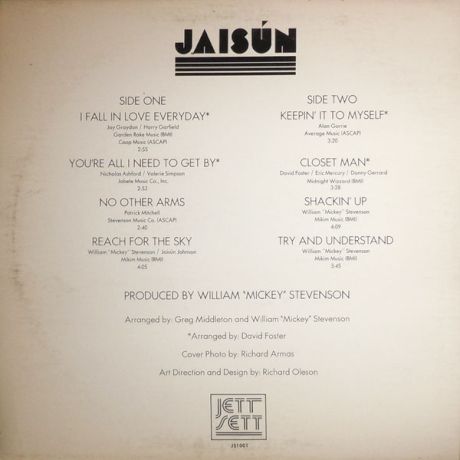 JAISÚN
SIDE ONE
I FALL IN LOVE EVERYDAY*
Jay Graydon / Harry Garfield
Garden Rake Music (BMI)
Coop Music (ASCAP)
2:55
YOU'RE ALL I NEED TO GET BY*
Nicholas Ashford / Valerie Simpson
Jobete Music Co., Inc.
2:52
NO OTHER ARMS
Patrick Mitchell
Stevenson Music Co. (ASCAP)
2:40
REACH FOR THE SKY
William "Mickey" Stevenson / Jaisún Johnson
Mikim Music (BMI)
4:05
SIDE TWO
KEEPIN' IT TO MYSELF*
Alan Gorrie
Average Music (ASCAP)
3:20
CLOSET MAN*
David Foster / Eric Mercury / Donny Gerrard
Midnight Wizzard (BMI)
3:28
SHACKIN' UP
William "Mickey" Stevenson
Mikim Music (BMI)
4:09
TRY AND UNDERSTAND
William "Mickey" Stevenson
Mikim Music (BMI)
3:45
PRODUCED BY WILLIAM "MICKEY" STEVENSON
Arranged by: Greg Middleton and William "Mickey" Stevenson
*Arranged by: David Foster
Cover Photo by: Richard Armas
Art Direction and Design by: Richard Oleson
JETT
SETT
JS1001